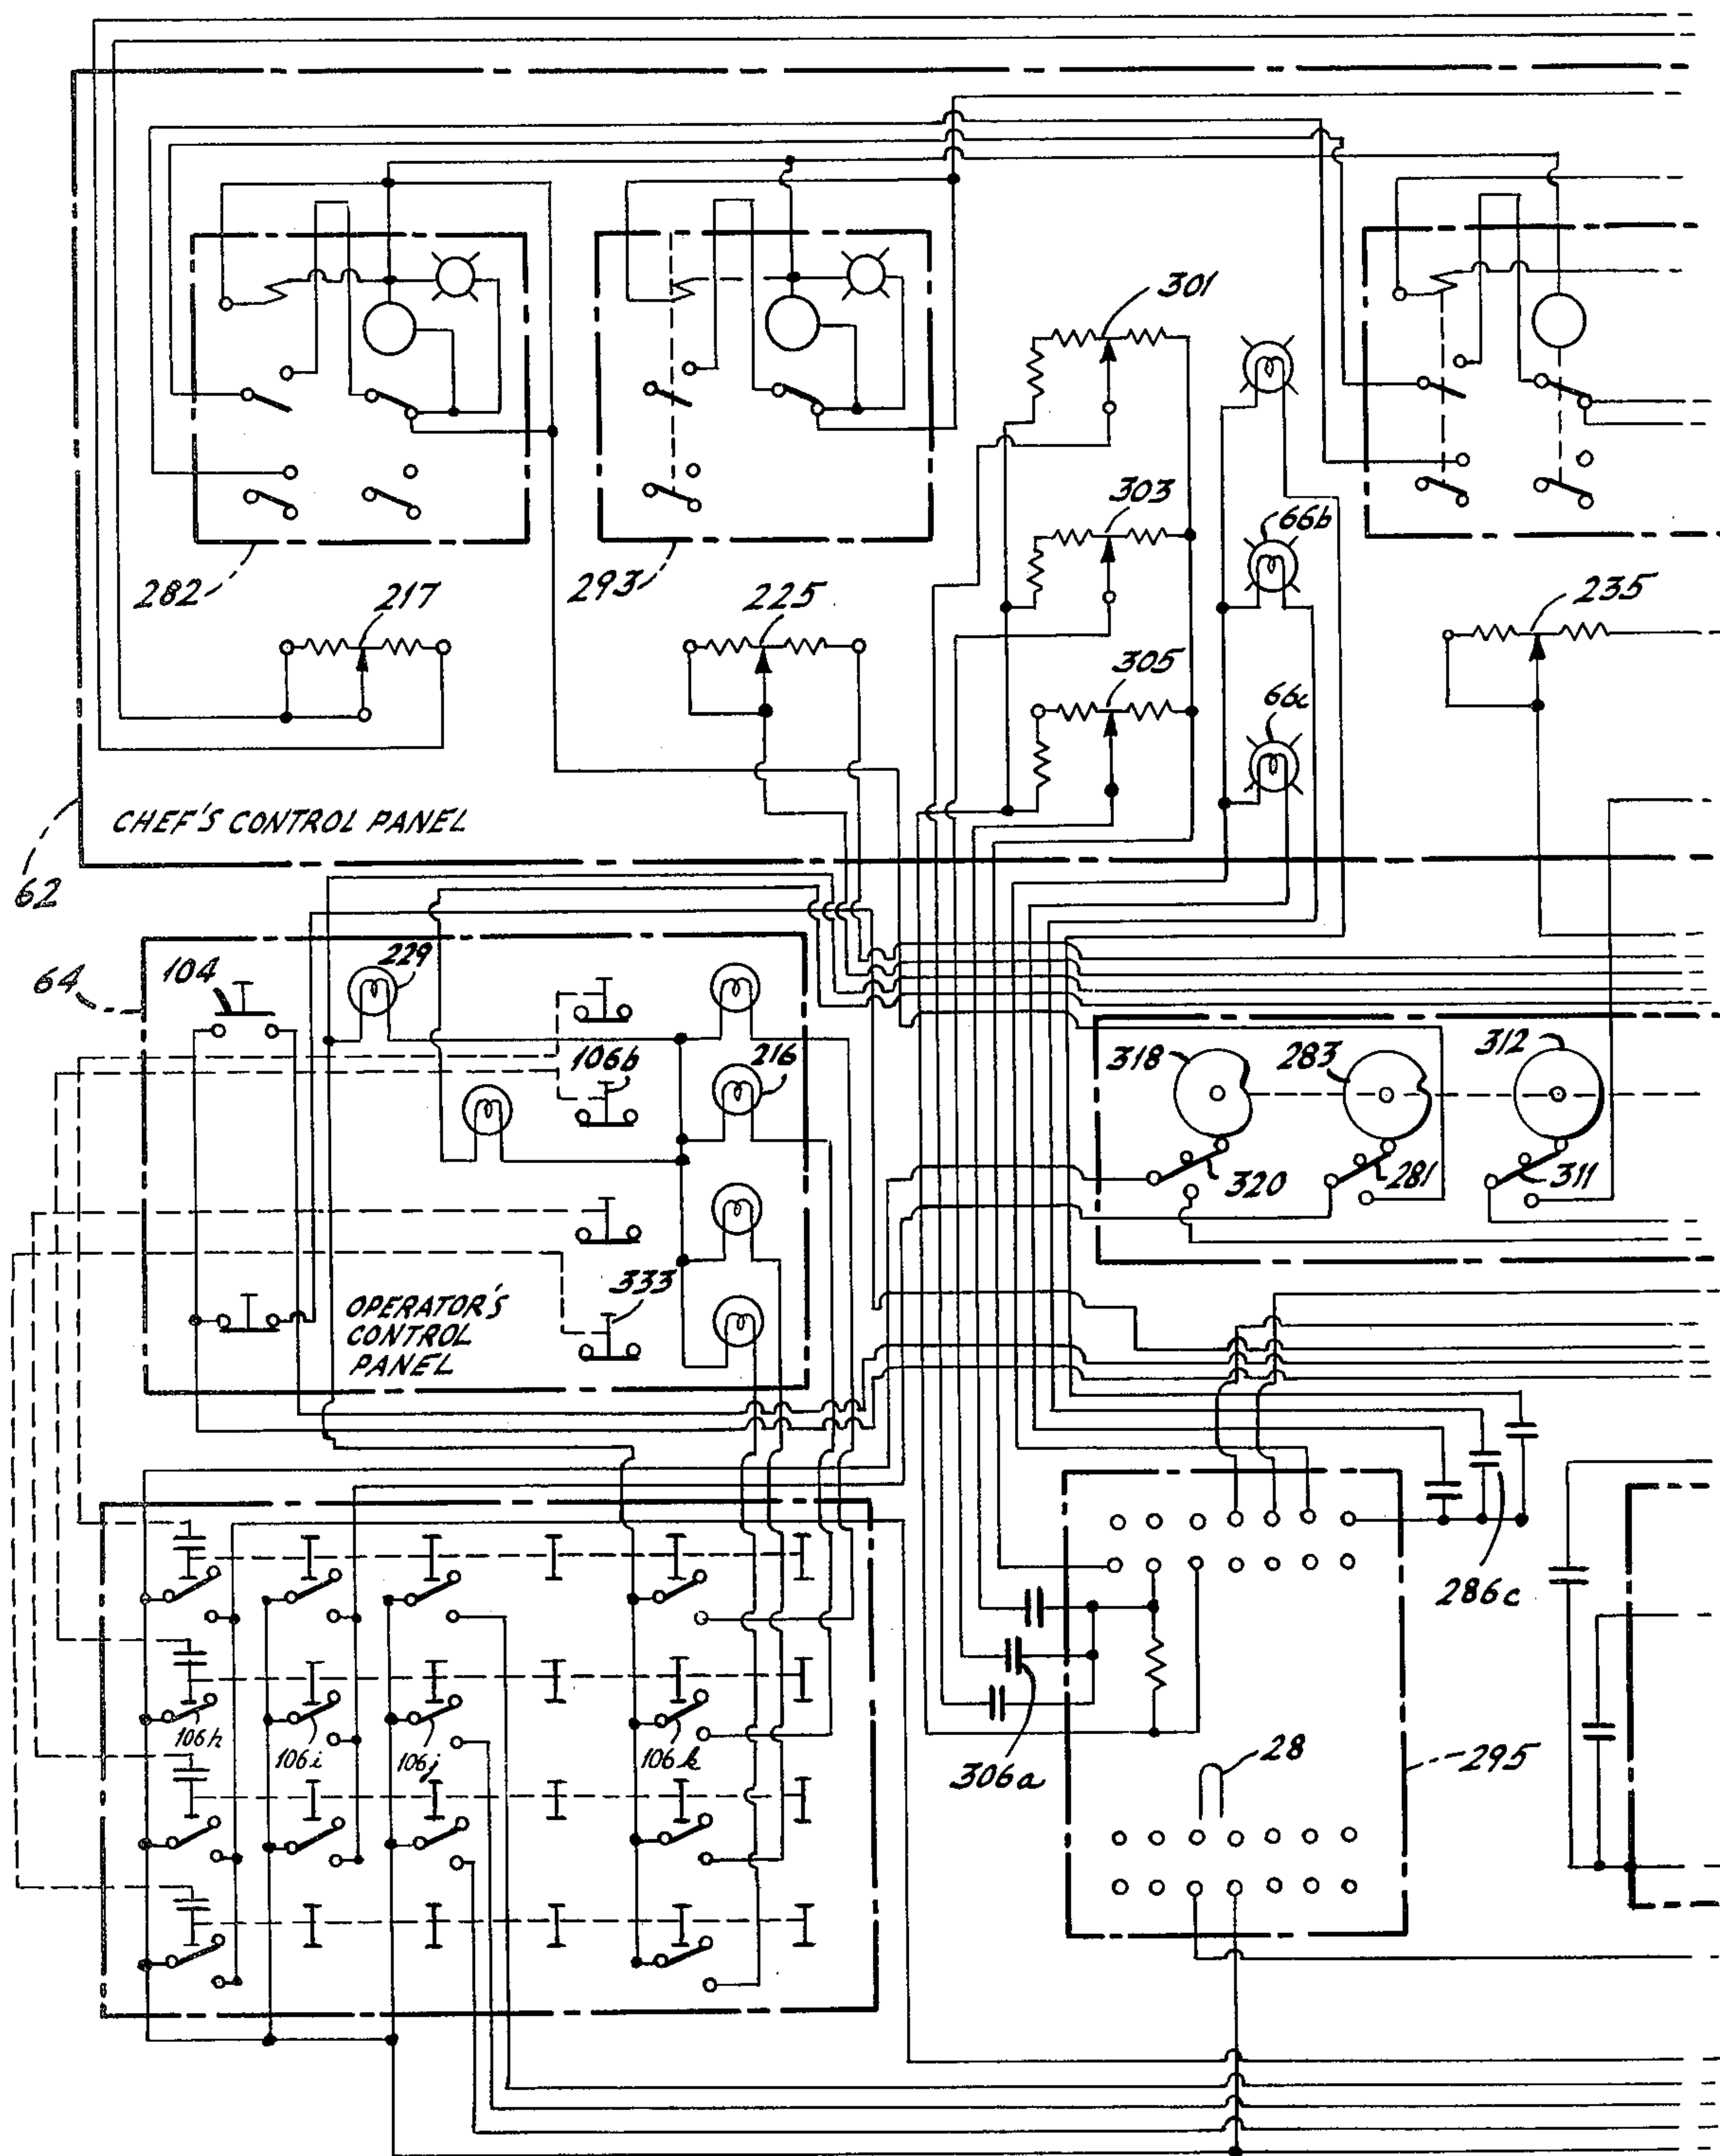 301
303
66b
282
217
293
225
235
305
66c
CHEF'S CONTROL PANEL
62
64
104
229
106b
216
318
283
312
320
281
311
333
OPERATOR'S
CONTROL
PANEL
286c
106h
106i
106j
106k
306a
28
295